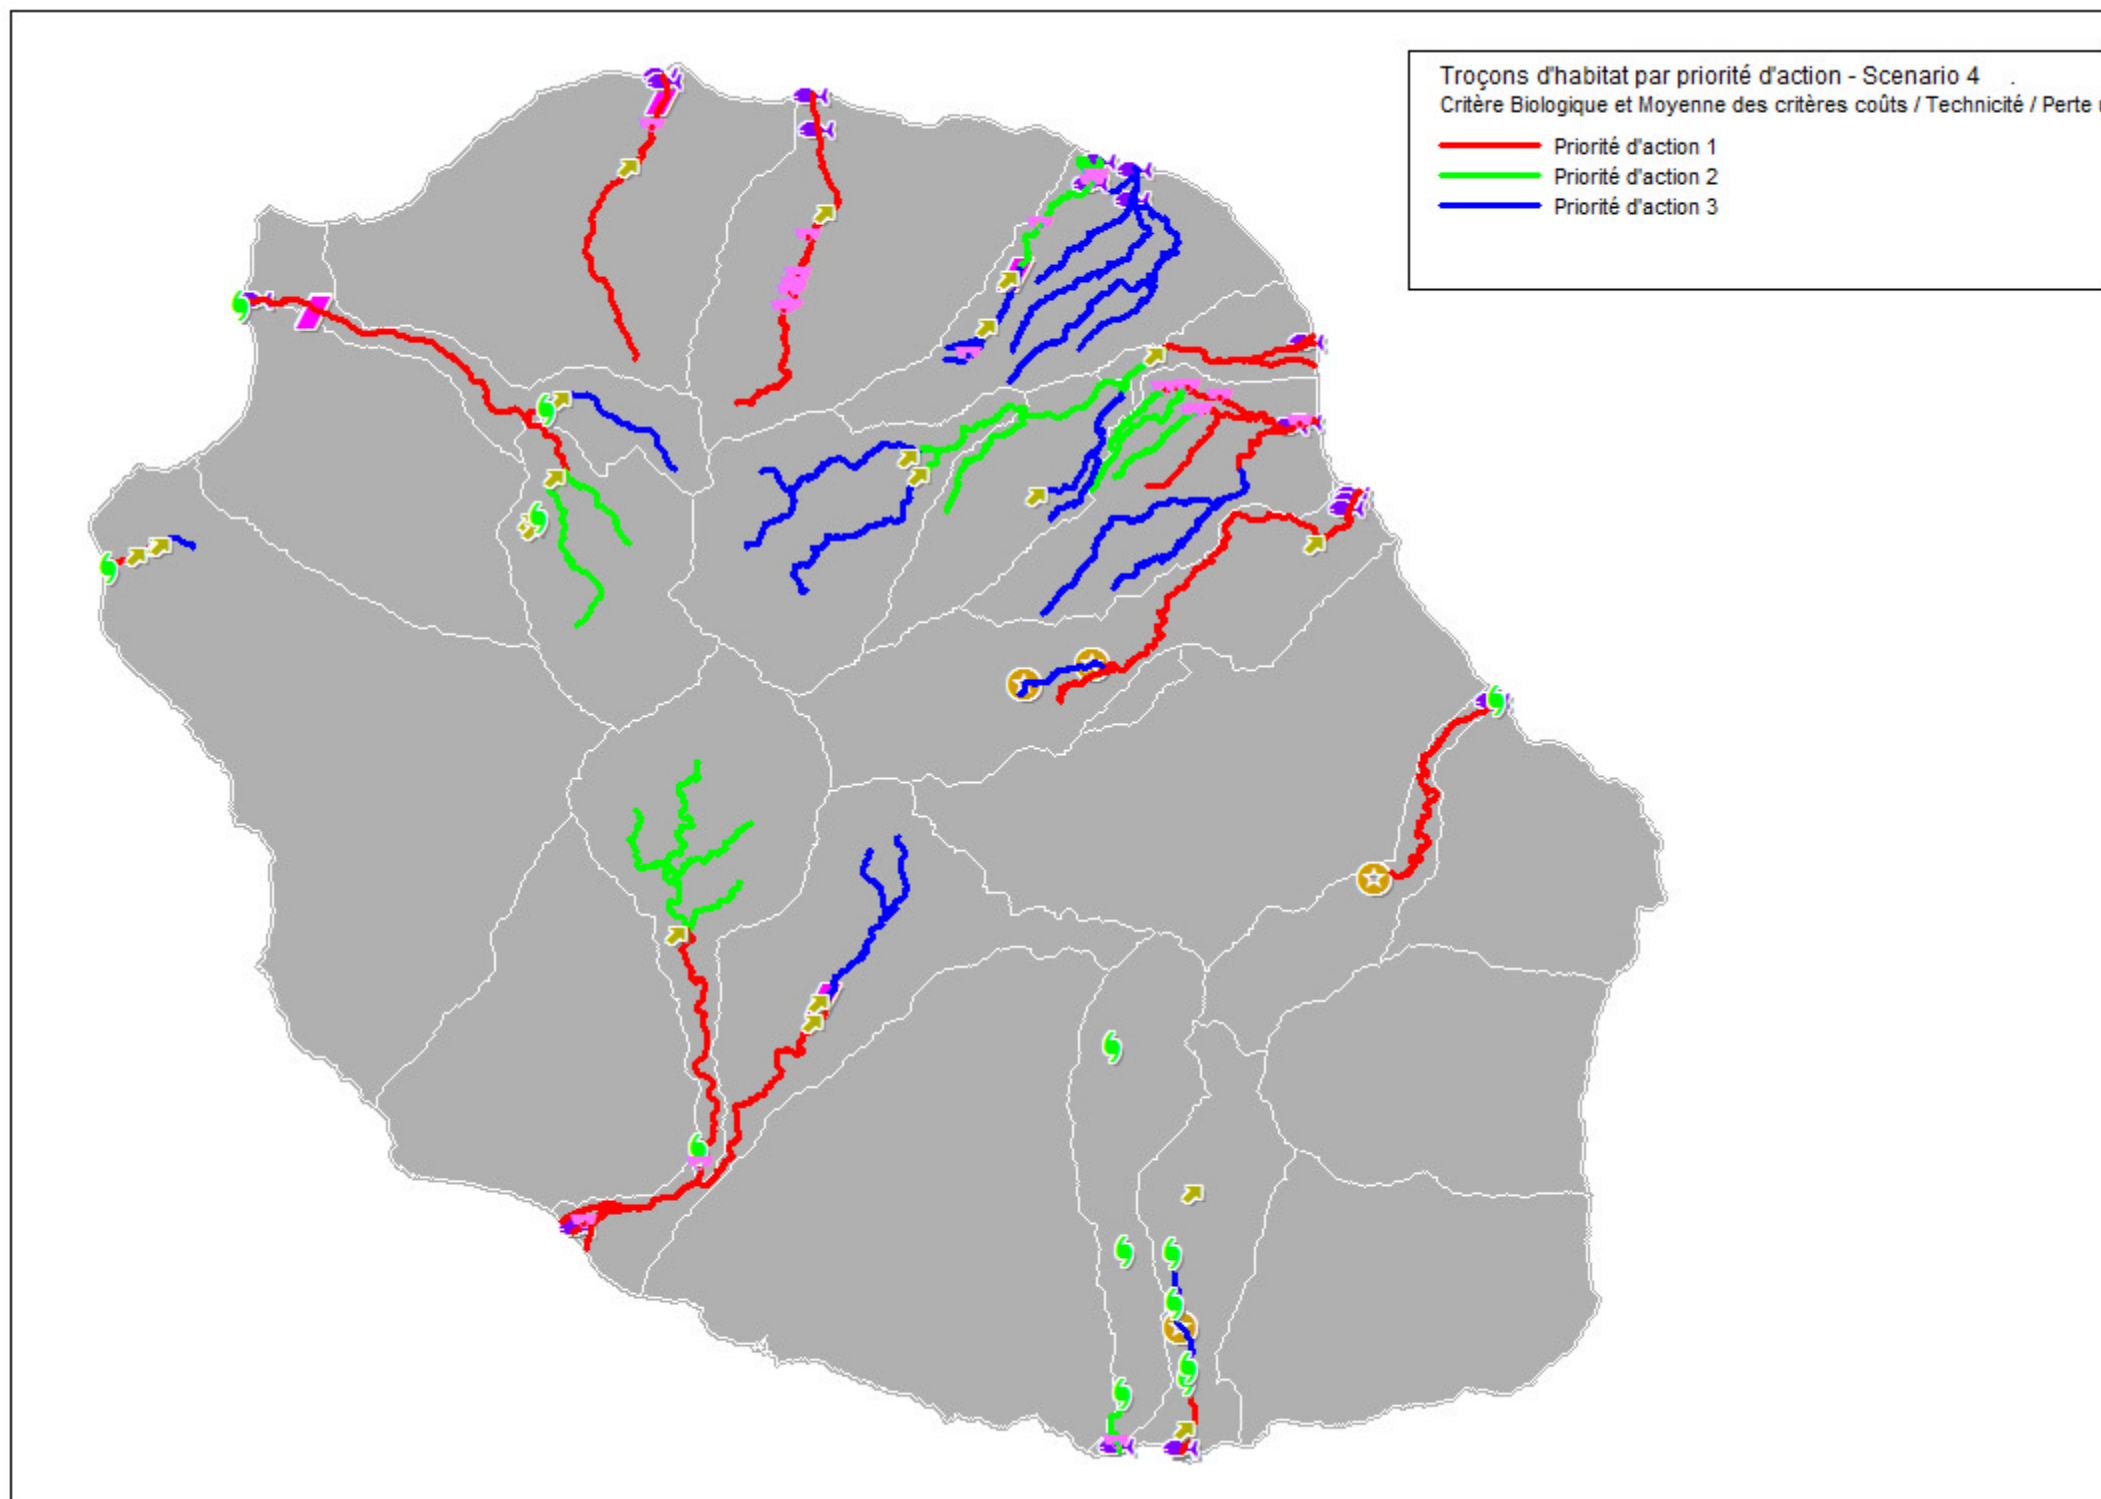 Troçons d'habitat par priorité d'action - Scenario 4 .
Critère Biologique et Moyenne des critères coûts / Technicité / Perte
Priorité d'action 1
Priorité d'action 2
Priorité d'action 3